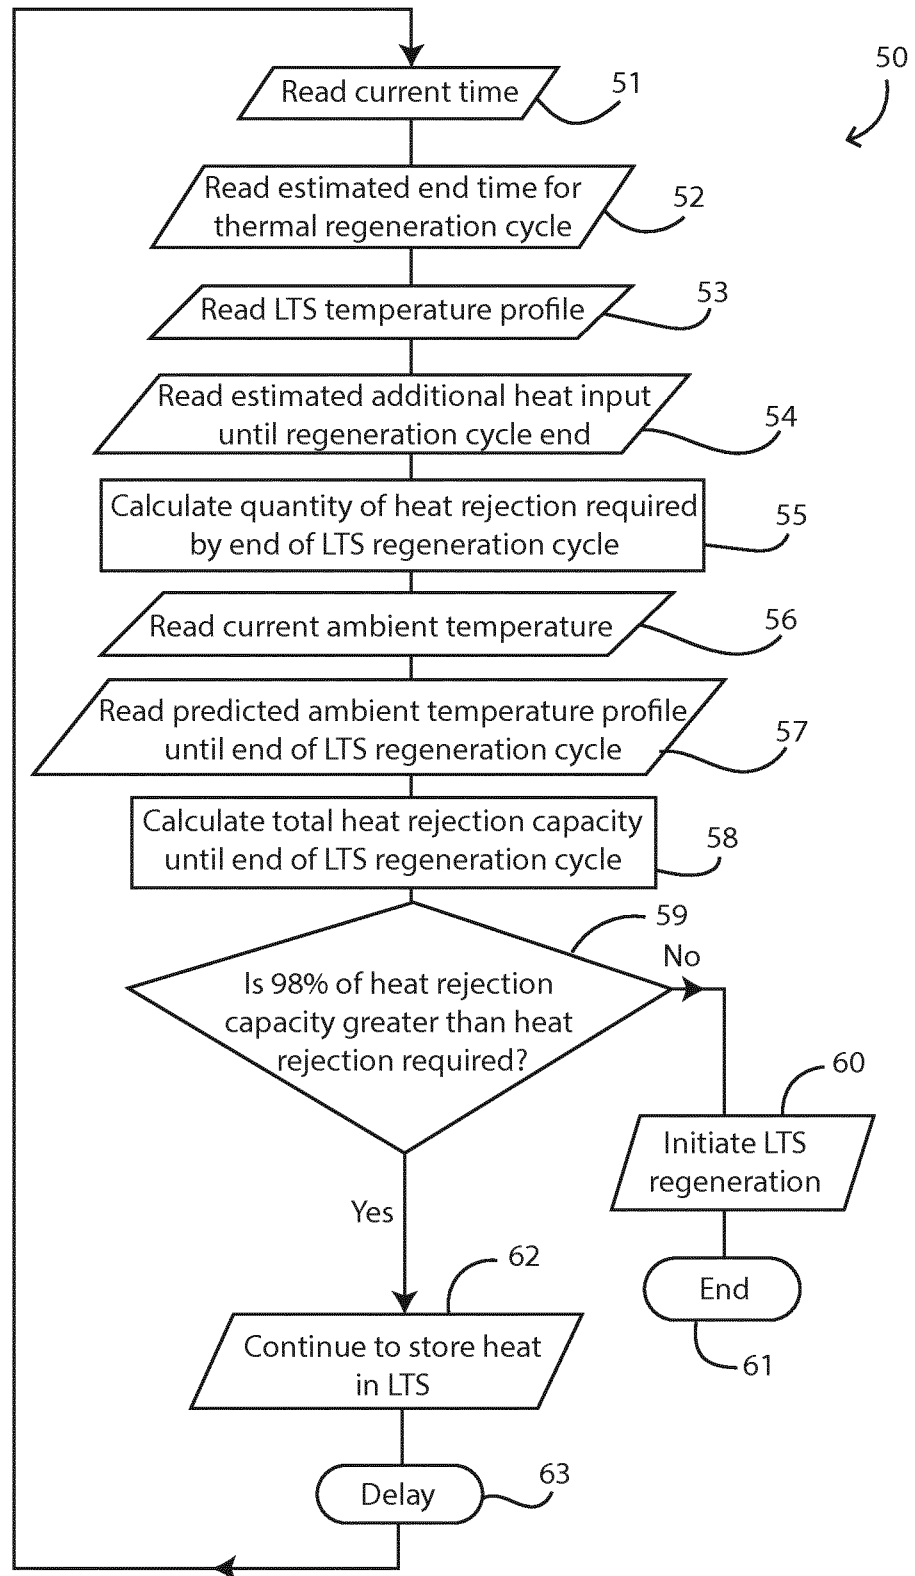 50
Read current time
51
Read estimated end time for
thermal regeneration cycle
52
Read LTS temperature profile
53
Read estimated additional heat input
until regeneration cycle end
54
Calculate quantity of heat rejection required
by end of LTS regeneration cycle
55
Read current ambient temperature
56
Read predicted ambient temperature profile
until end of LTS regeneration cycle
57
Calculate total heat rejection capacity
until end of LTS regeneration cycle
58
59
No
Is 98% of heat rejection
capacity greater than heat
rejection required?
60
Initiate LTS
regeneration
Yes
62
End
61
Continue to store heat
in LTS
Delay
63